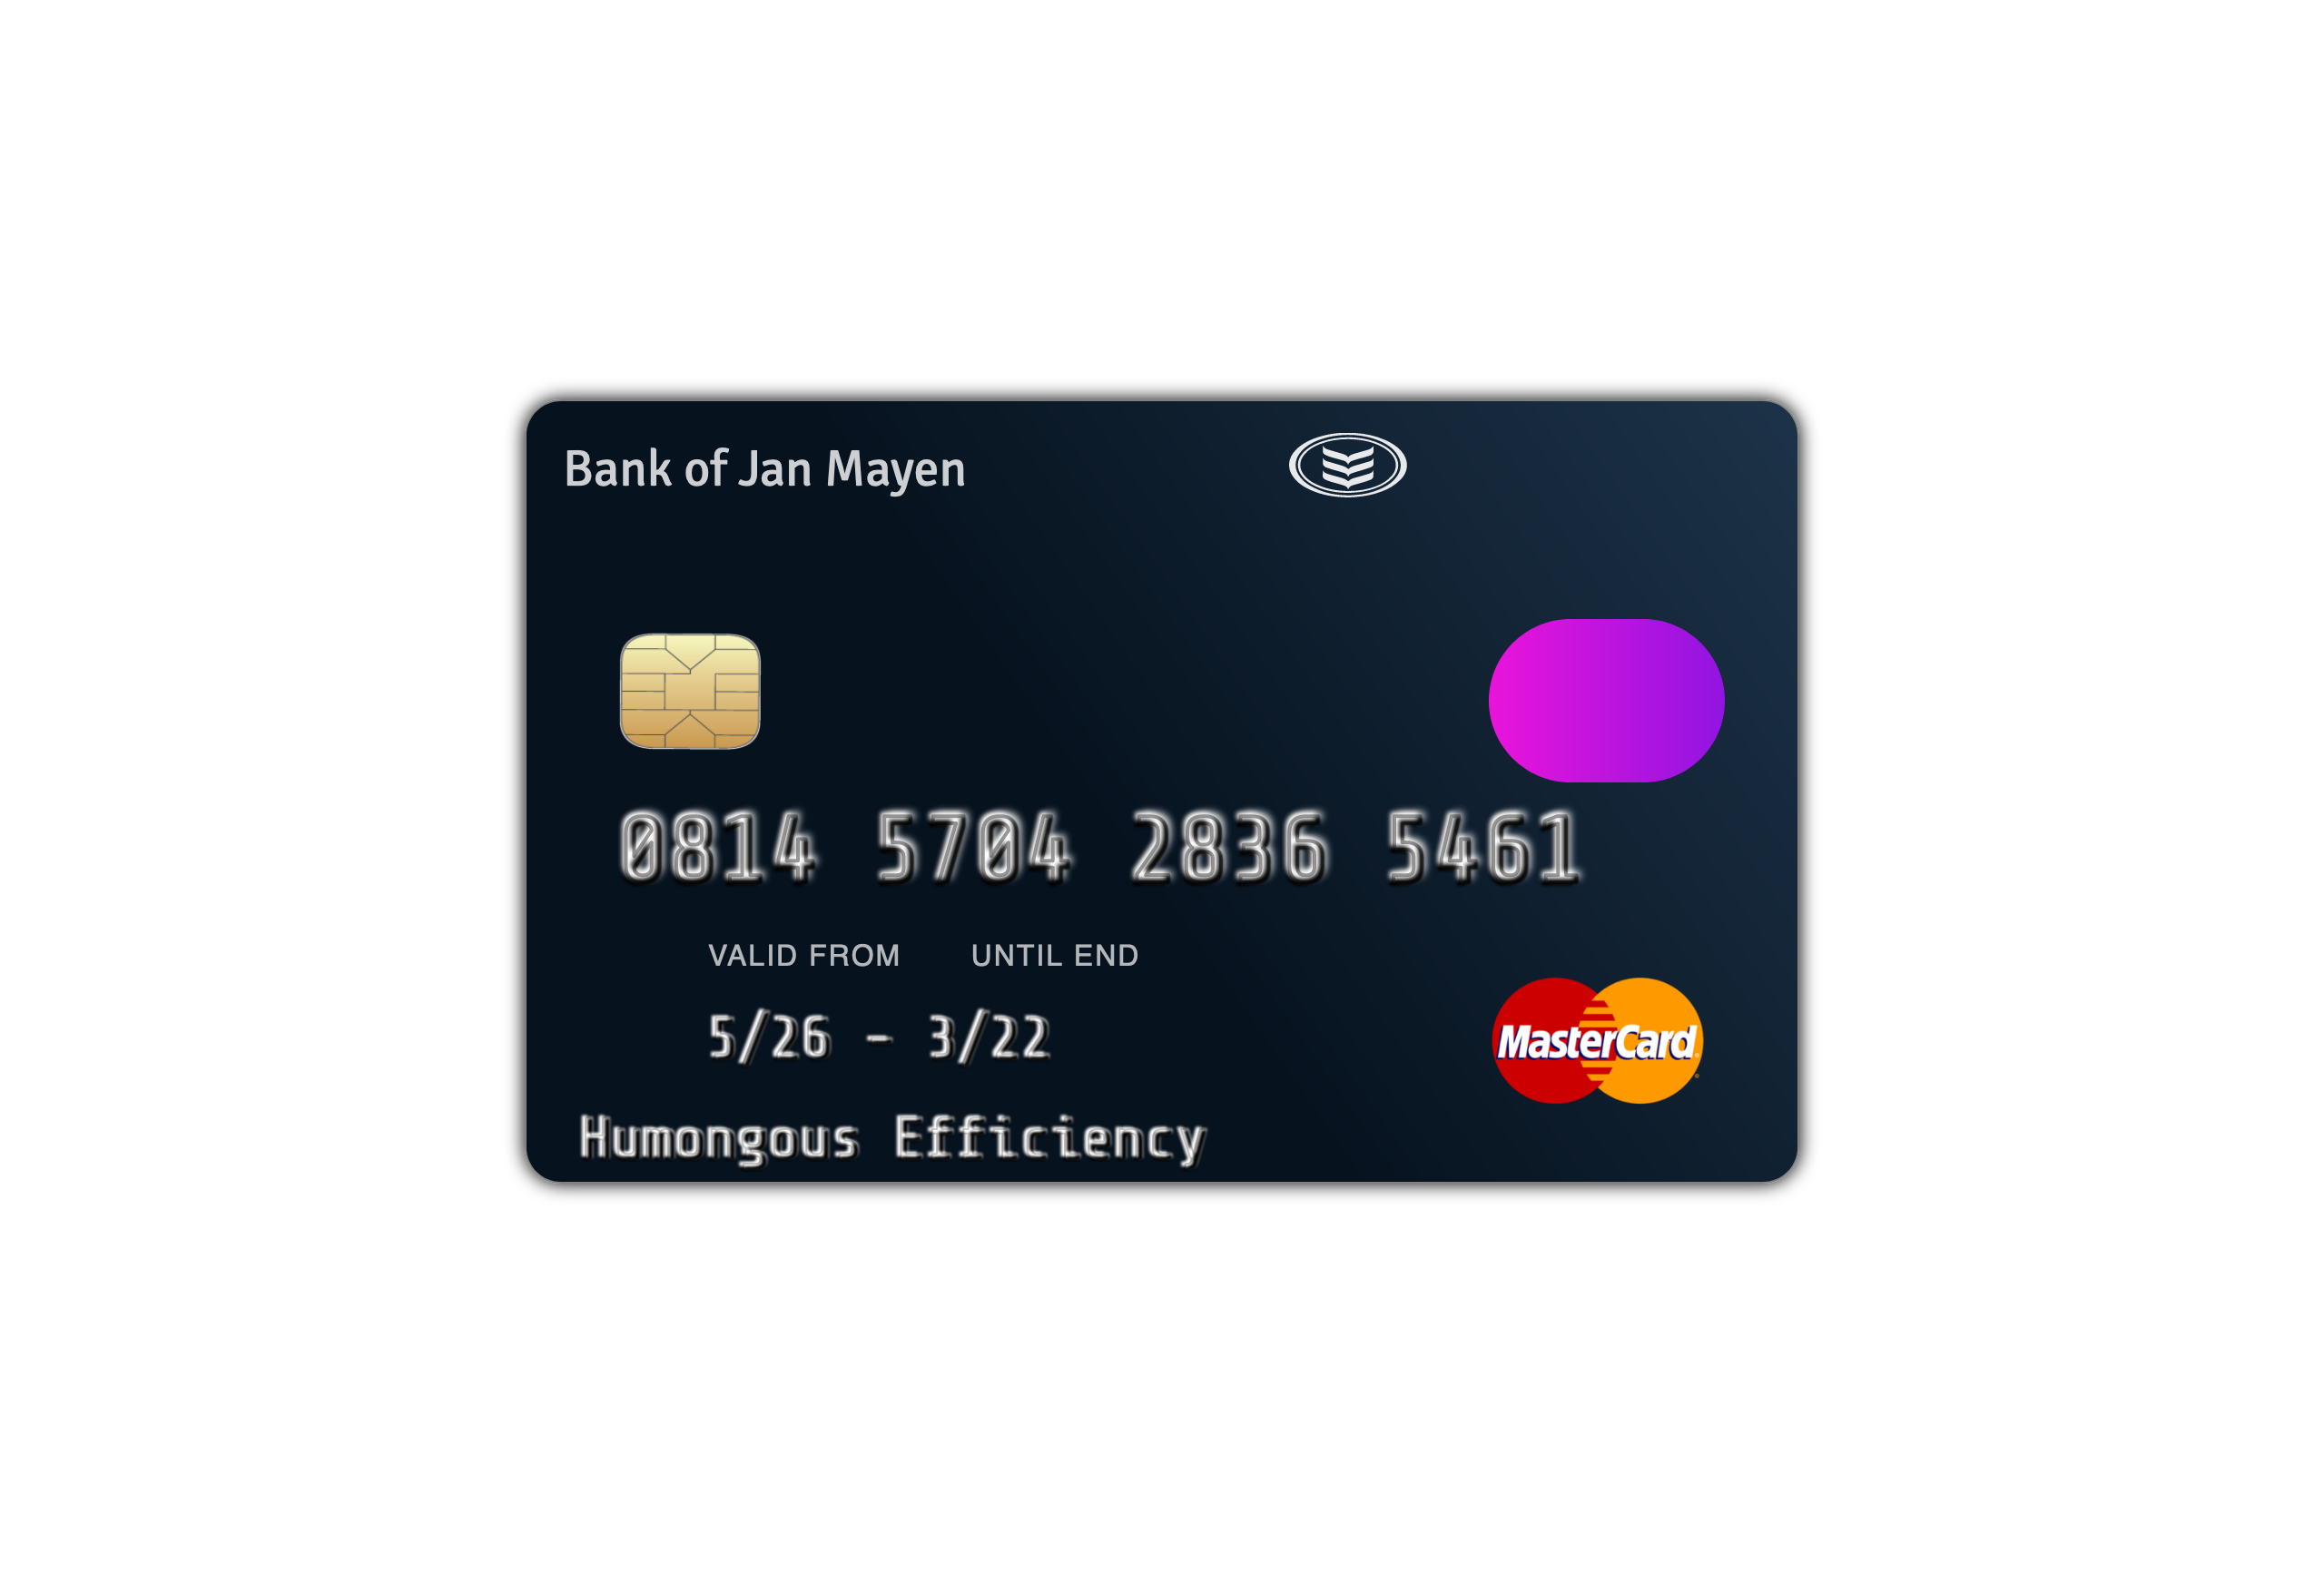 Bank of Jan Mayen
0814 5704 2836 5461
VALID FROM UNTIL END
5/26 - 3/22
MasterCard
Humongous Efficiency